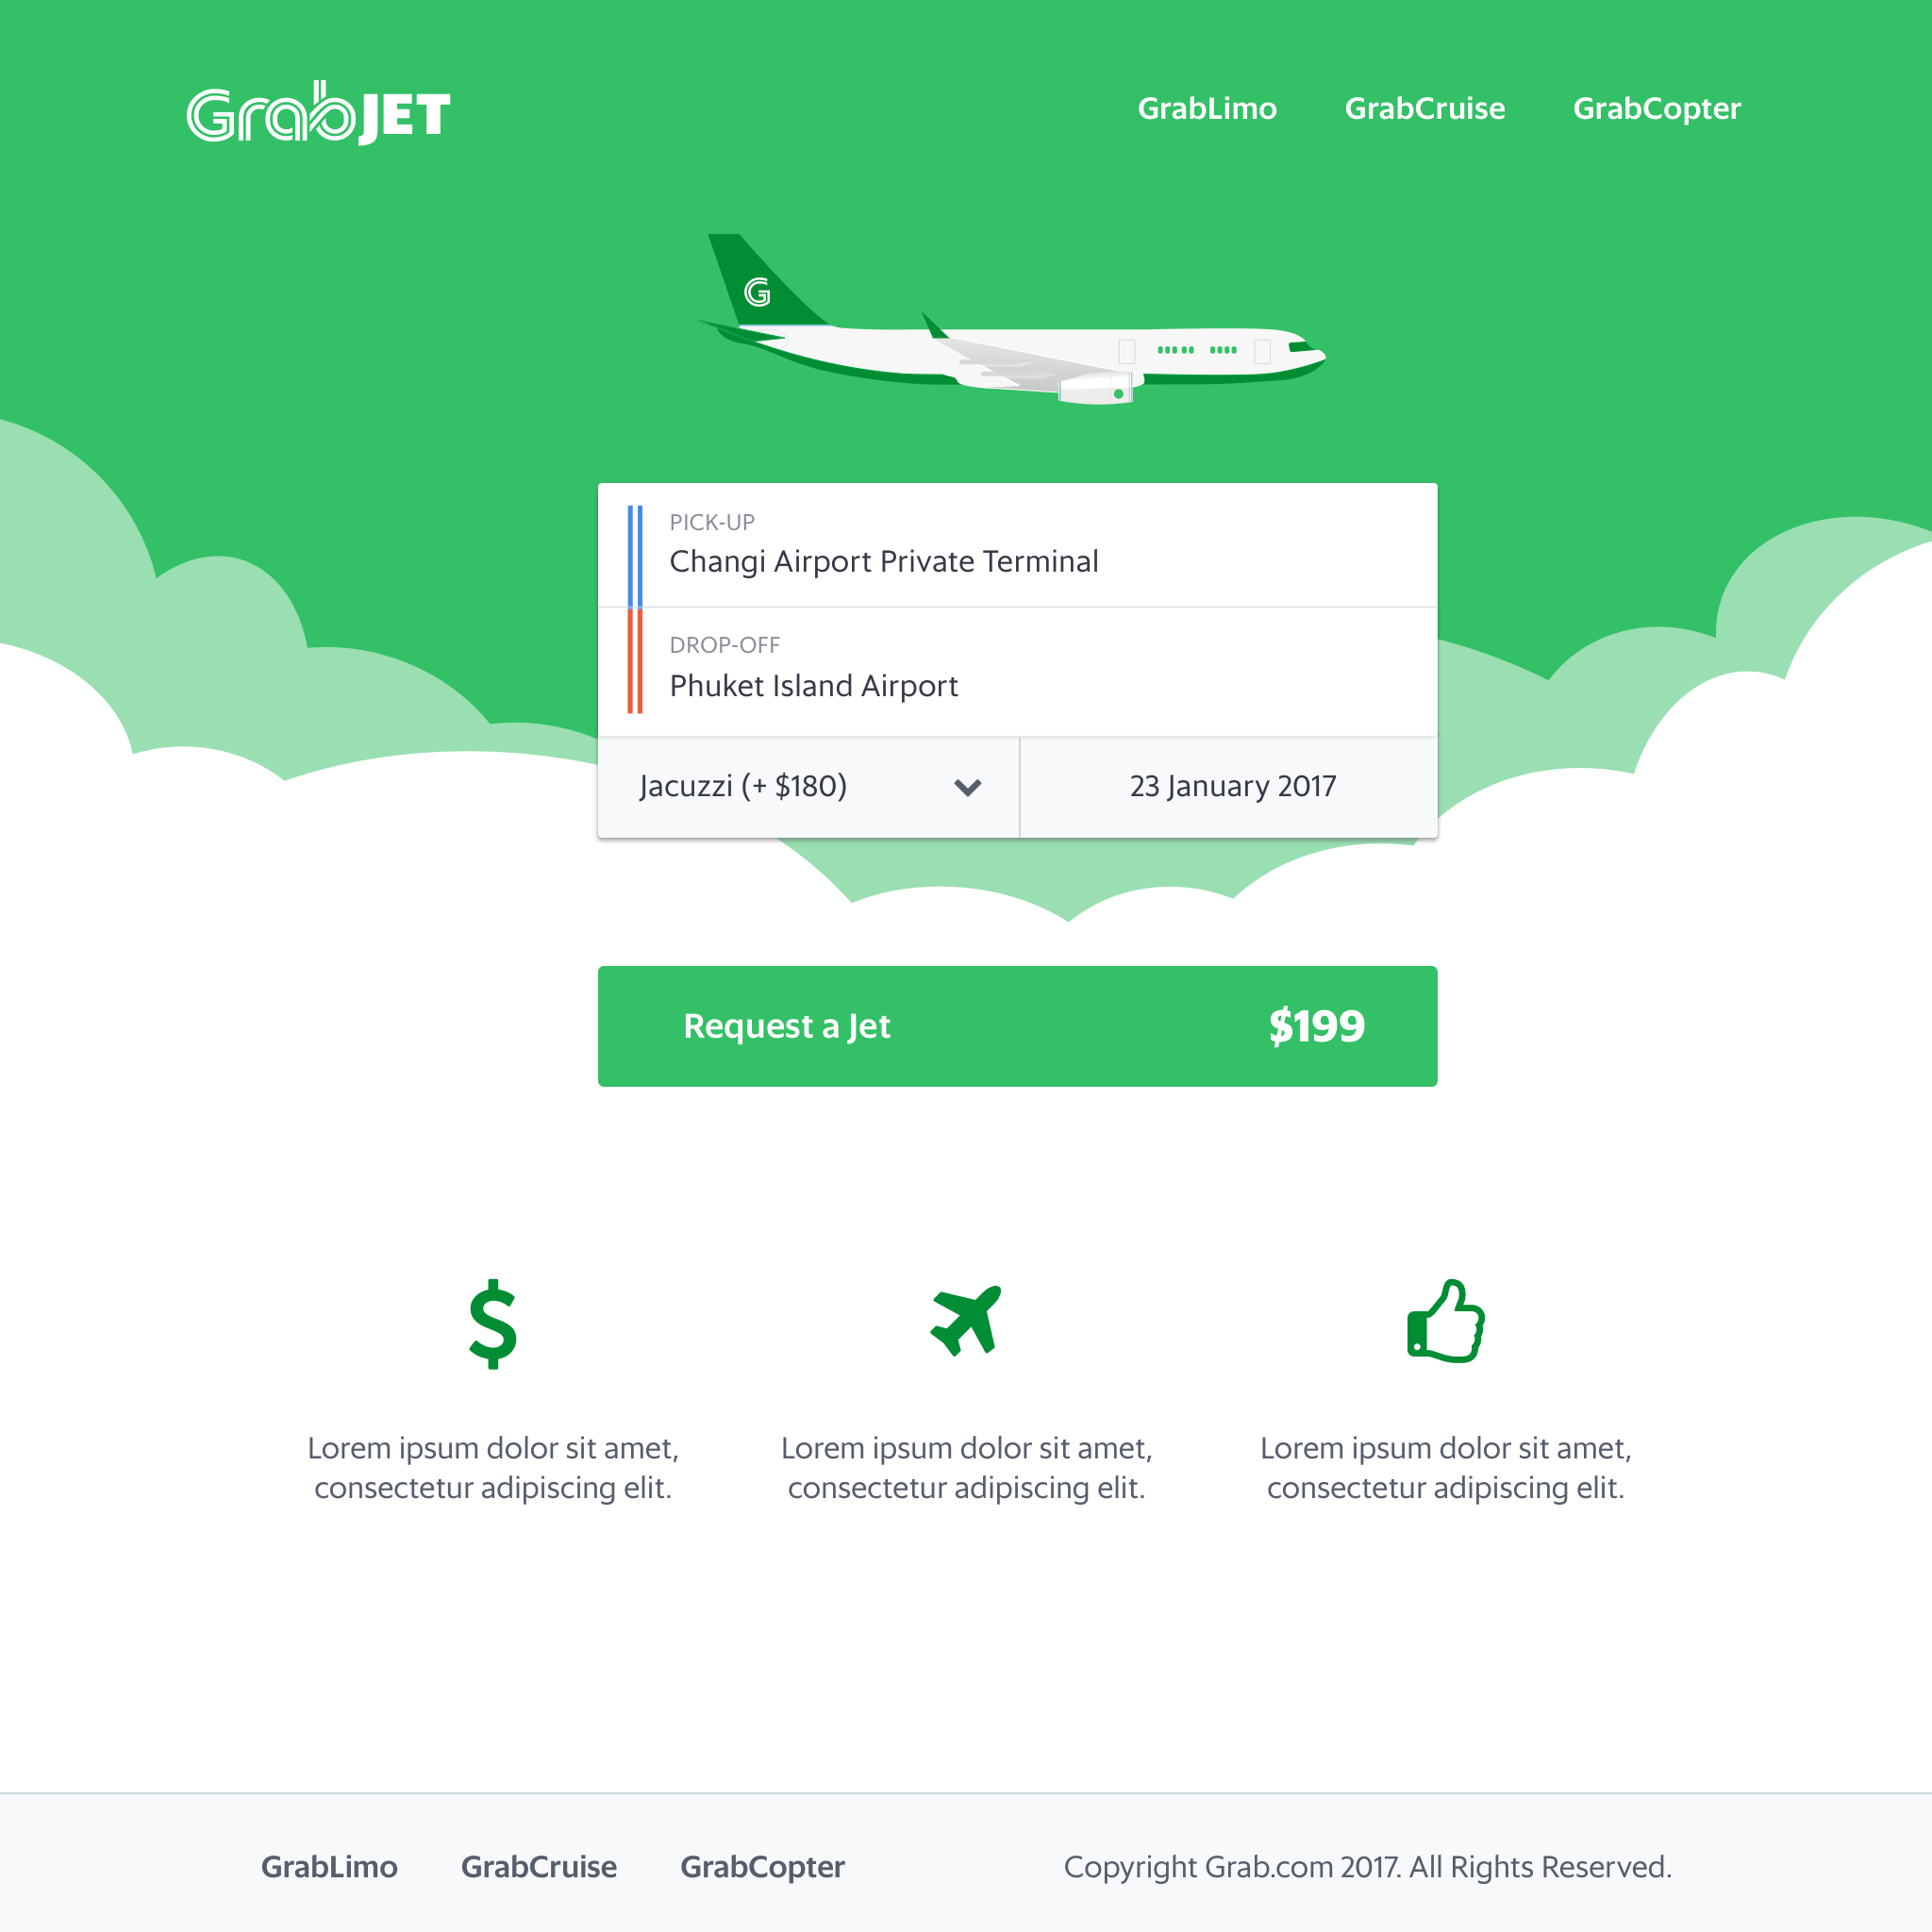 GrabJET
GrabLimo GrabCruise GrabCopter
G
PICK-UP
Changi Airport Private Terminal
DROP-OFF
Phuket Island Airport
Jacuzzi (+ $180)
23 January 2017
Request a Jet
$199
$
Lorem ipsum dolor sit amet,
consectetur adipiscing elit.
Lorem ipsum dolor sit amet,
consectetur adipiscing elit.
Lorem ipsum dolor sit amet,
consectetur adipiscing elit.
GrabLimo GrabCruise GrabCopter
Copyright Grab.com 2017. All Rights Reserved.